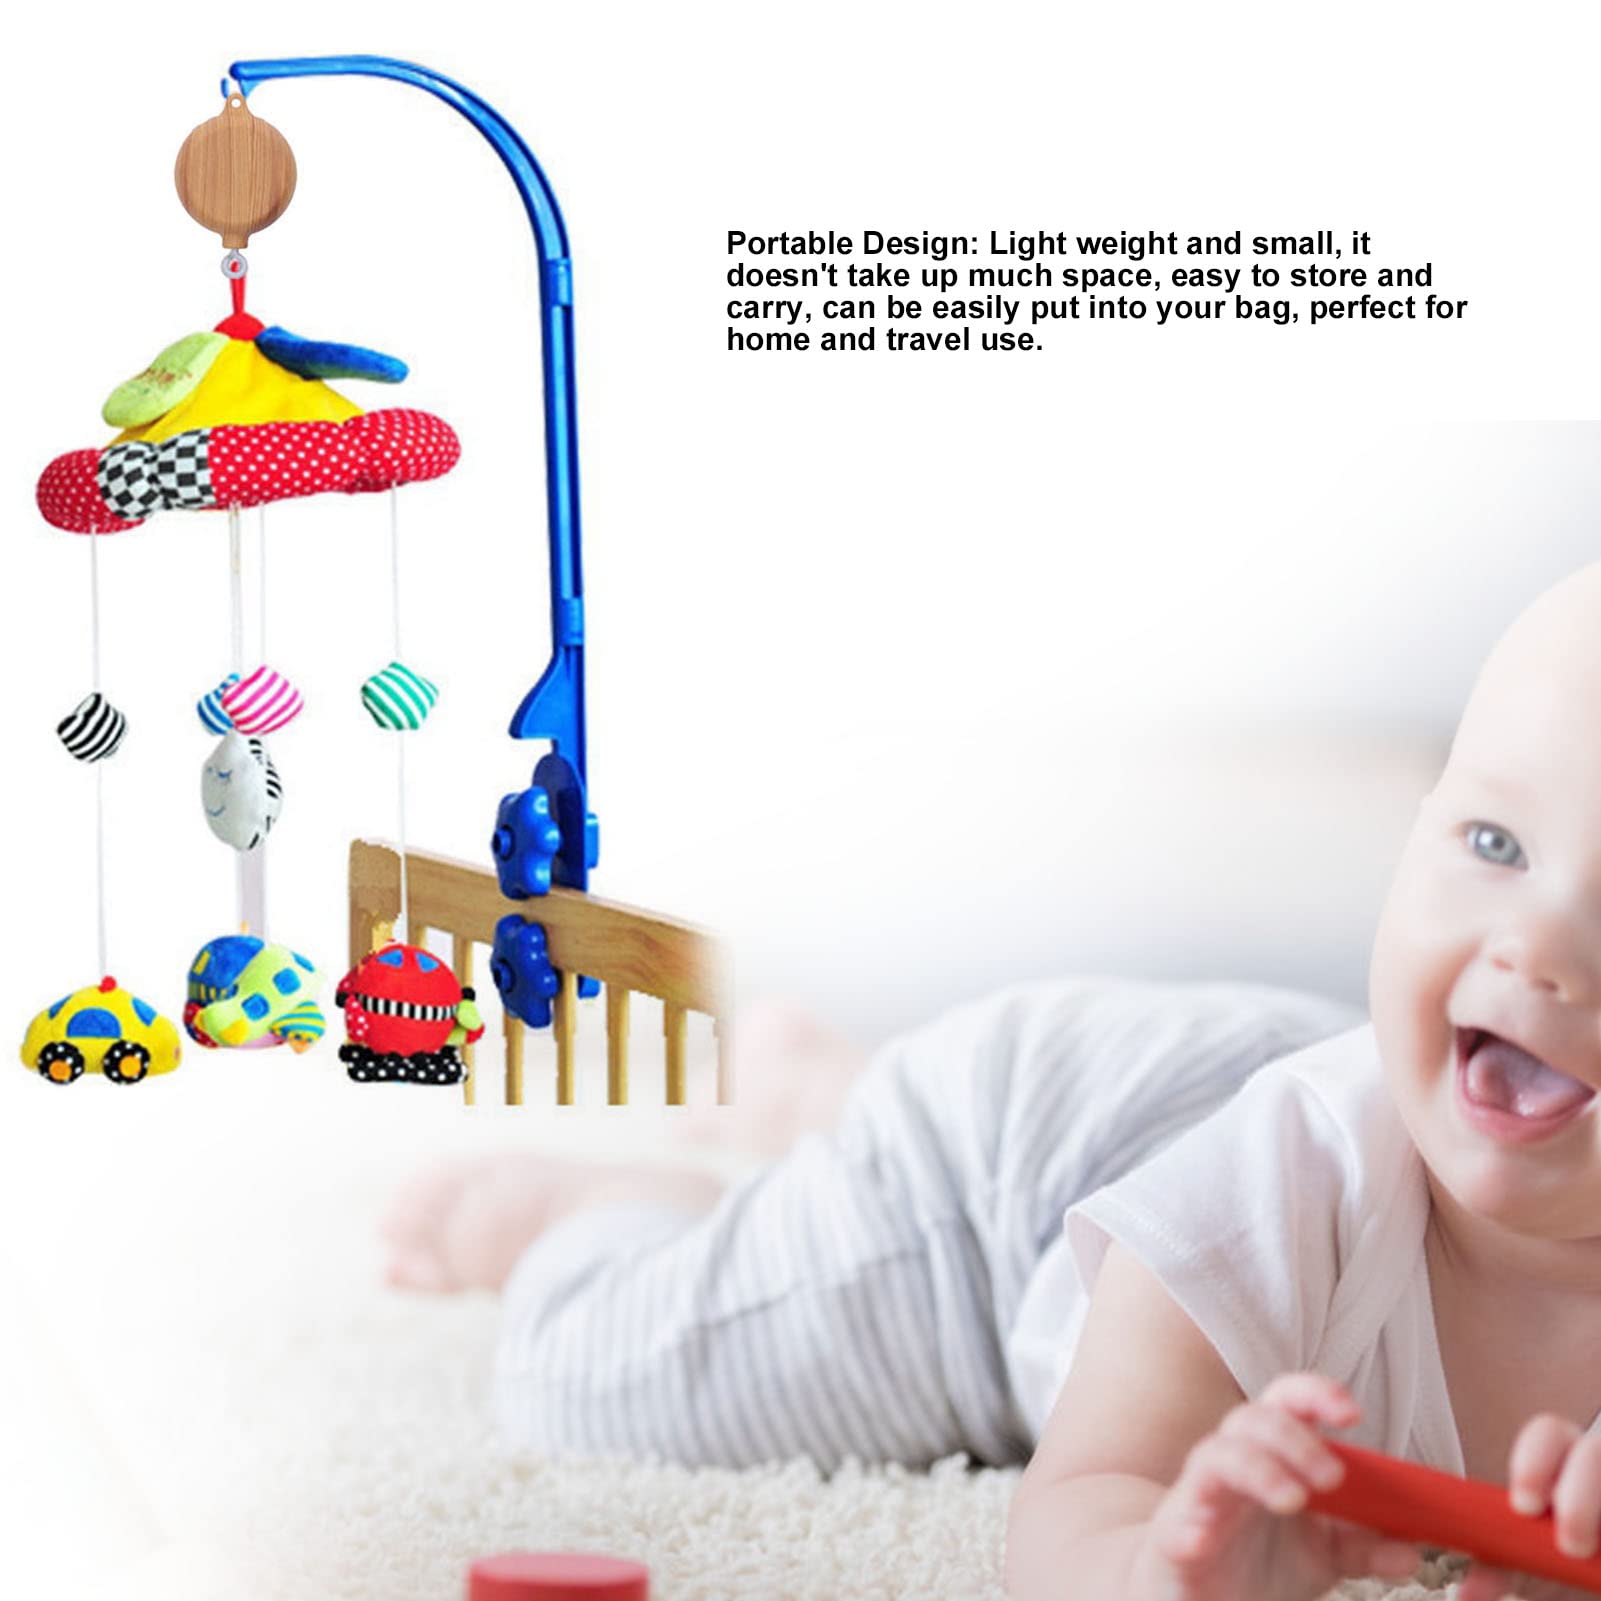 Portable Design: Light weight and small, it
doesn't take up much space, easy to store and
carry, can be easily put into your bag, perfect for
home and travel use.